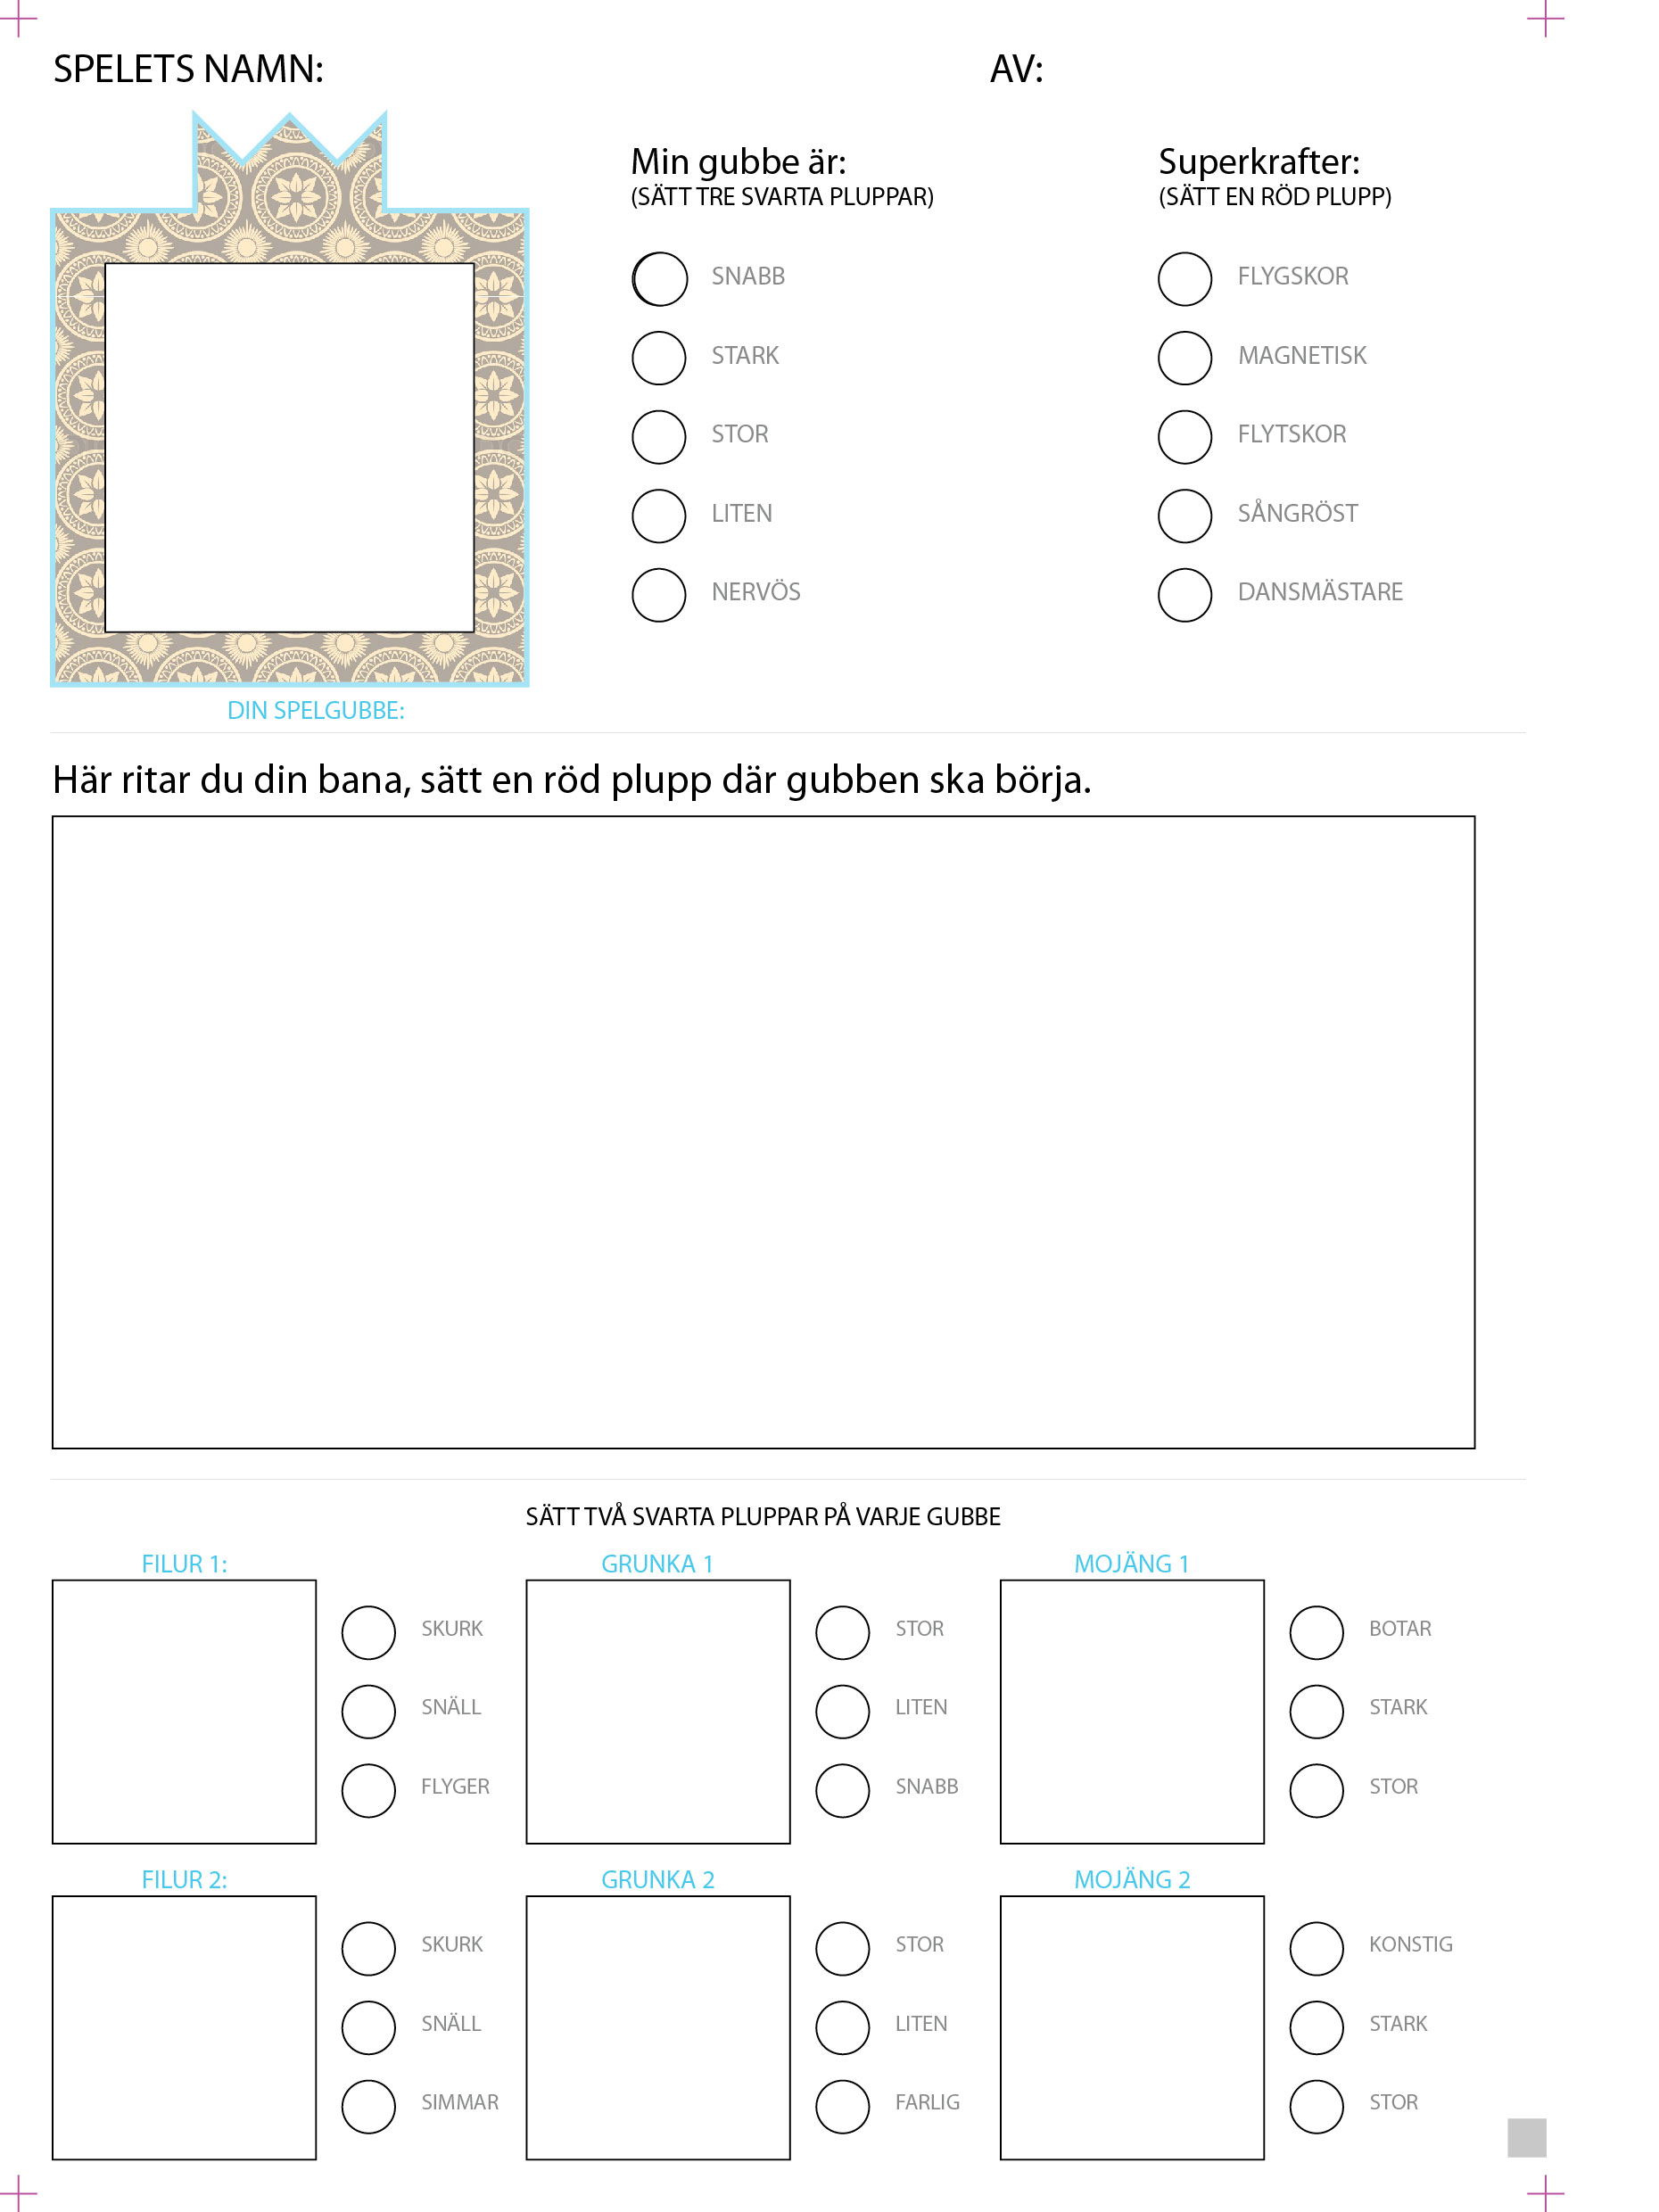 SPELETS NAMN:
AV:
Min gubbe är:
(SÄTT TRE SVARTA PLUPPAR)
SNABB
STARK
STOR
LITEN
NERVÖS
Superkrafter:
(SÄTT EN RÖD PLUPP)
FLYGSKOR
MAGNETISK
FLYTSKOR
SÅNGRÖST
DANSMÄSTARE
DIN SPELGUBBE:
Här ritar du din bana, sätt en röd plupp där gubben ska börja.
SÄTT TVÅ SVARTA PLUPPAR PÅ VARJE GUBBE
FILUR 1:
SKURK
SNÄLL
FLYGER
GRUNKA 1
STOR
LITEN
SNABB
MOJÄNG 1
BOTAR
STARK
STOR
FILUR 2:
SKURK
SNÄLL
SIMMAR
GRUNKA 2
STOR
LITEN
FARLIG
MOJÄNG 2
KONSTIG
STARK
STOR